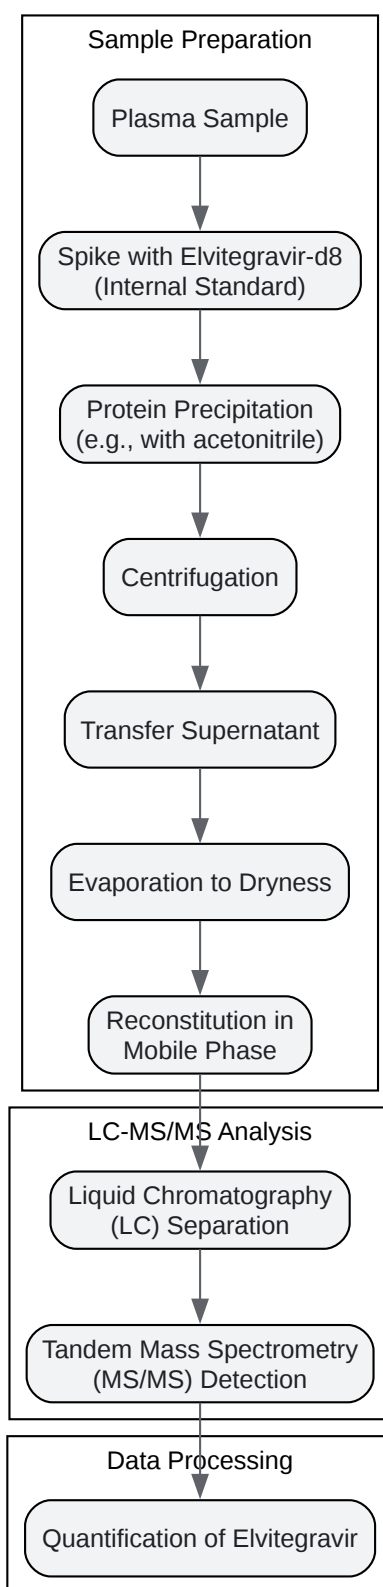 Sample Preparation
Plasma Sample
Spike with Elvitegravir-d8
(Internal Standard)
Protein Precipitation
(e.g., with acetonitrile)
Centrifugation
Transfer Supernatant
Evaporation to Dryness
Reconstitution in
Mobile Phase
LC-MS/MS Analysis
Liquid Chromatography
(LC) Separation
Tandem Mass Spectrometry
(MS/MS) Detection
Data Processing
Quantification of Elvitegravir